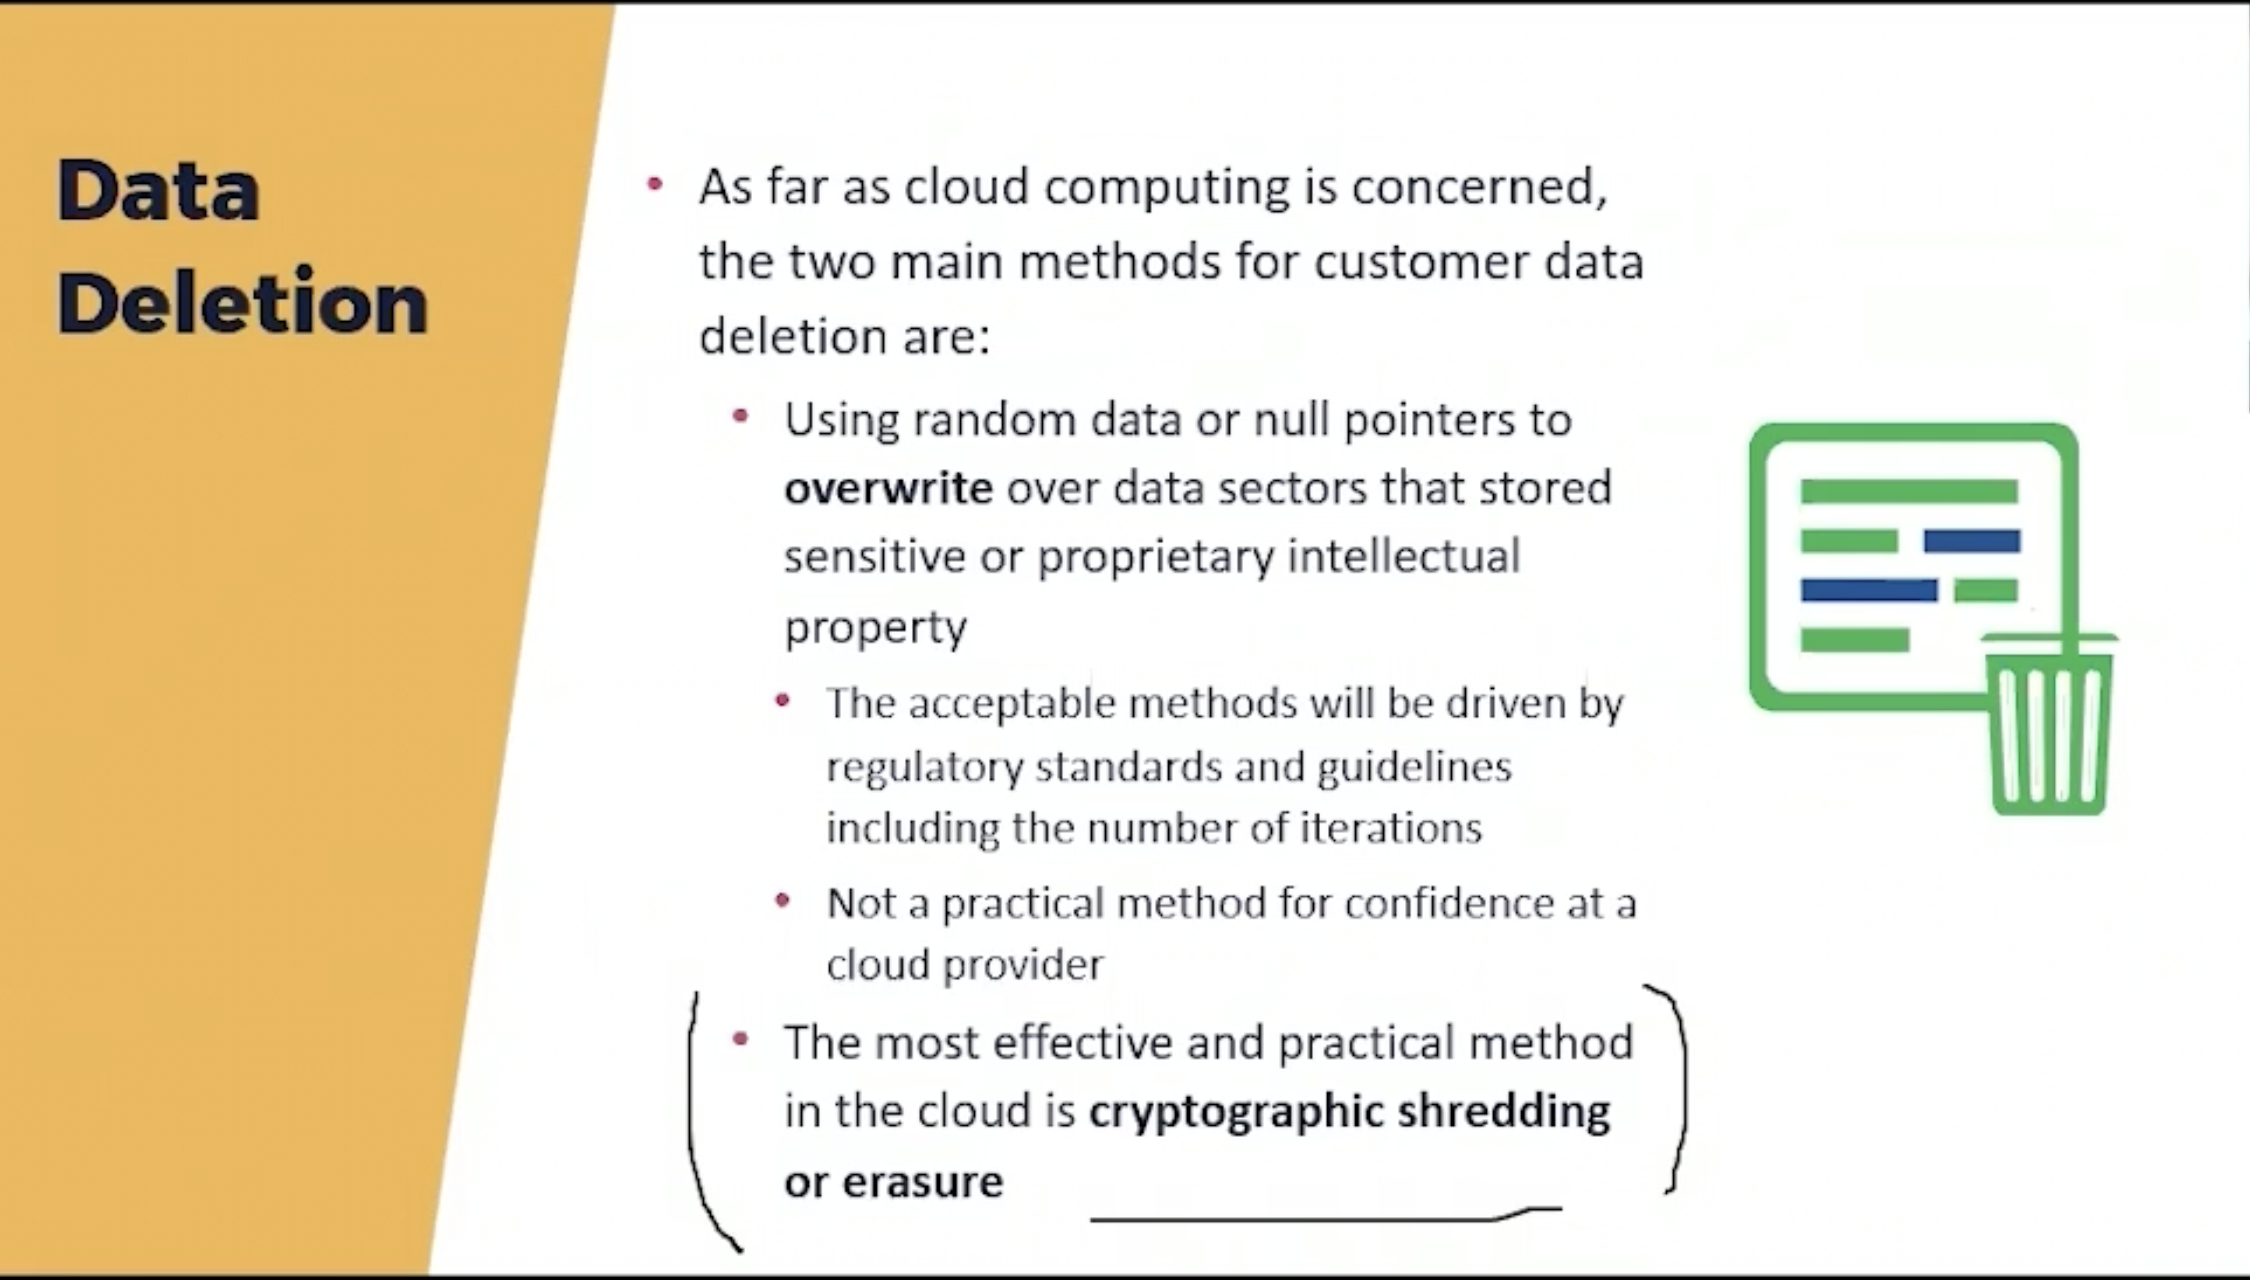 Data
Deletion
• As far as cloud computing is concerned,
the two main methods for customer data
deletion are:
• Using random data or null pointers to
overwrite over data sectors that stored
sensitive or proprietary intellectual
property
• The acceptable methods will be driven by
regulatory standards and guidelines
including the number of iterations
• Not a practical method for confidence at a
cloud provider
• The most effective and practical method
in the cloud is cryptographic shredding
or erasure